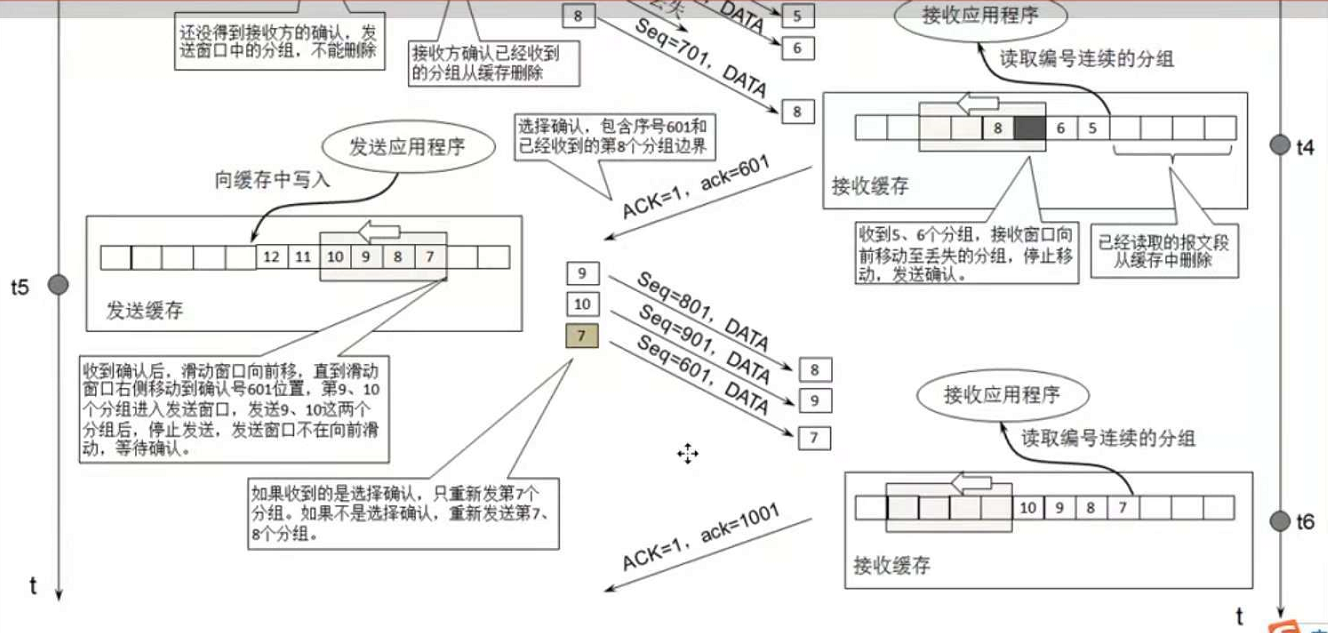 8
丢失
DATA
5
6
Seq=701，DATA
8
接收应用程序
读取编号连续的分组
还没得到接收方的确认，发
送窗口中的分组，不能删除
接收方确认已经收到
的分组从缓存删除
8
6
5
t4
接收缓存
选择确认，包含序号601和
已经收到的第8个分组边界
ACK=1，ack=601
发送应用程序
向缓存中写入
12
11
10
9
8
7
t5
发送缓存
收到5、6个分组，接收窗口向
前移动至丢失的分组，停止移
动，发送确认。
已经读取的报文段
从缓存中删除
9
10
7
Seq=801，DATA
Seq=901，DATA
Seq=601，DATA
8
9
7
收到确认后，滑动窗口向前移，直到滑动
窗口右侧移动到确认号601位置，第9、10
个分组进入发送窗口，发送9、10这两个
分组后，停止发送，发送窗口不在向前滑
动，等待确认。
接收应用程序
读取编号连续的分组
如果收到的是选择确认，只重新发第7个
分组。如果不是选择确认，重新发送第7、
8个分组。
10
9
8
7
t6
接收缓存
ACK=1，ack=1001
t
t